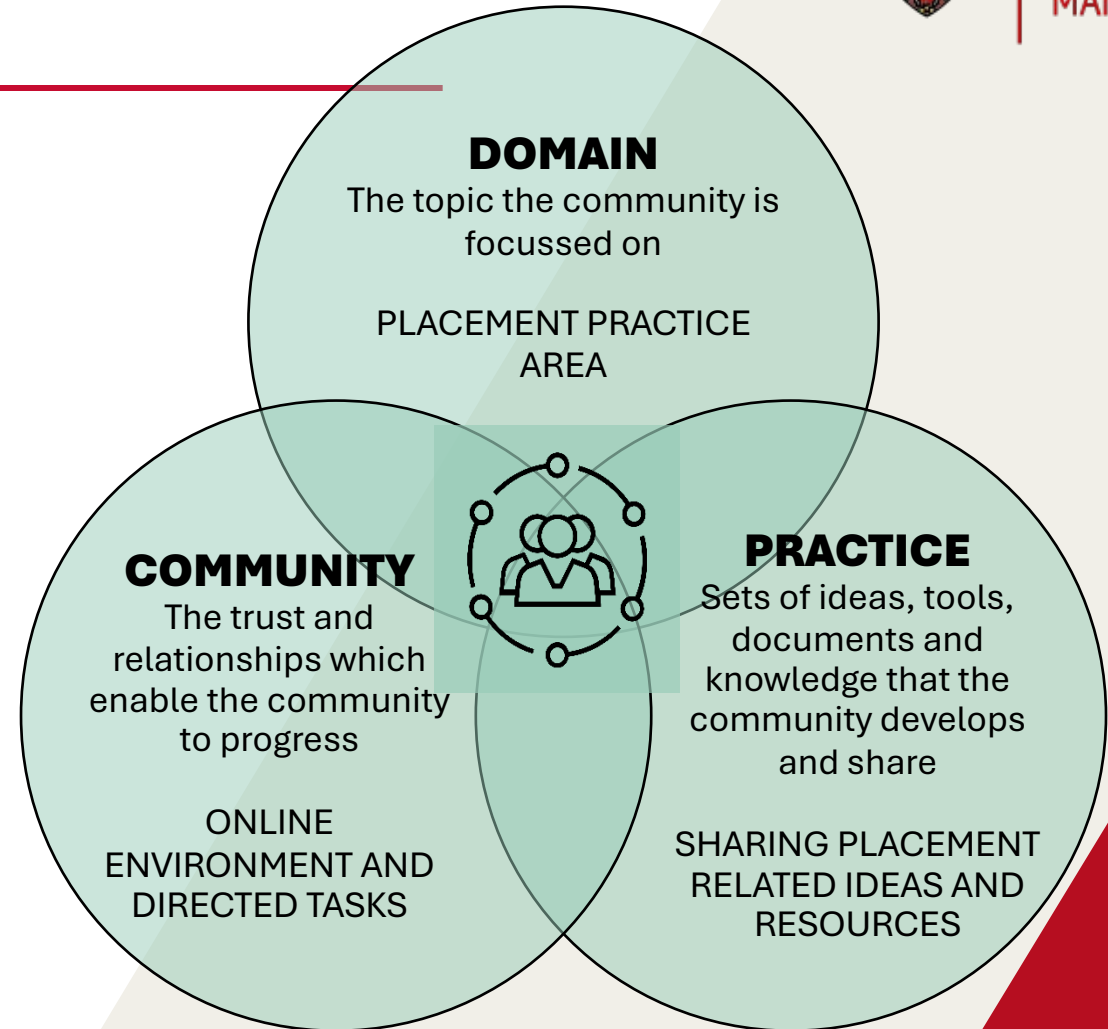 DOMAIN
The topic the community is
focussed on
PLACEMENT PRACTICE
AREA
COMMUNITY
The trust and
relationships which
enable the community
to progress
ONLINE
ENVIRONMENT AND
DIRECTED TASKS
PRACTICE
Sets of ideas, tools,
documents and
knowledge that the
community develops
and share
SHARING PLACEMENT
RELATED IDEAS AND
RESOURCES